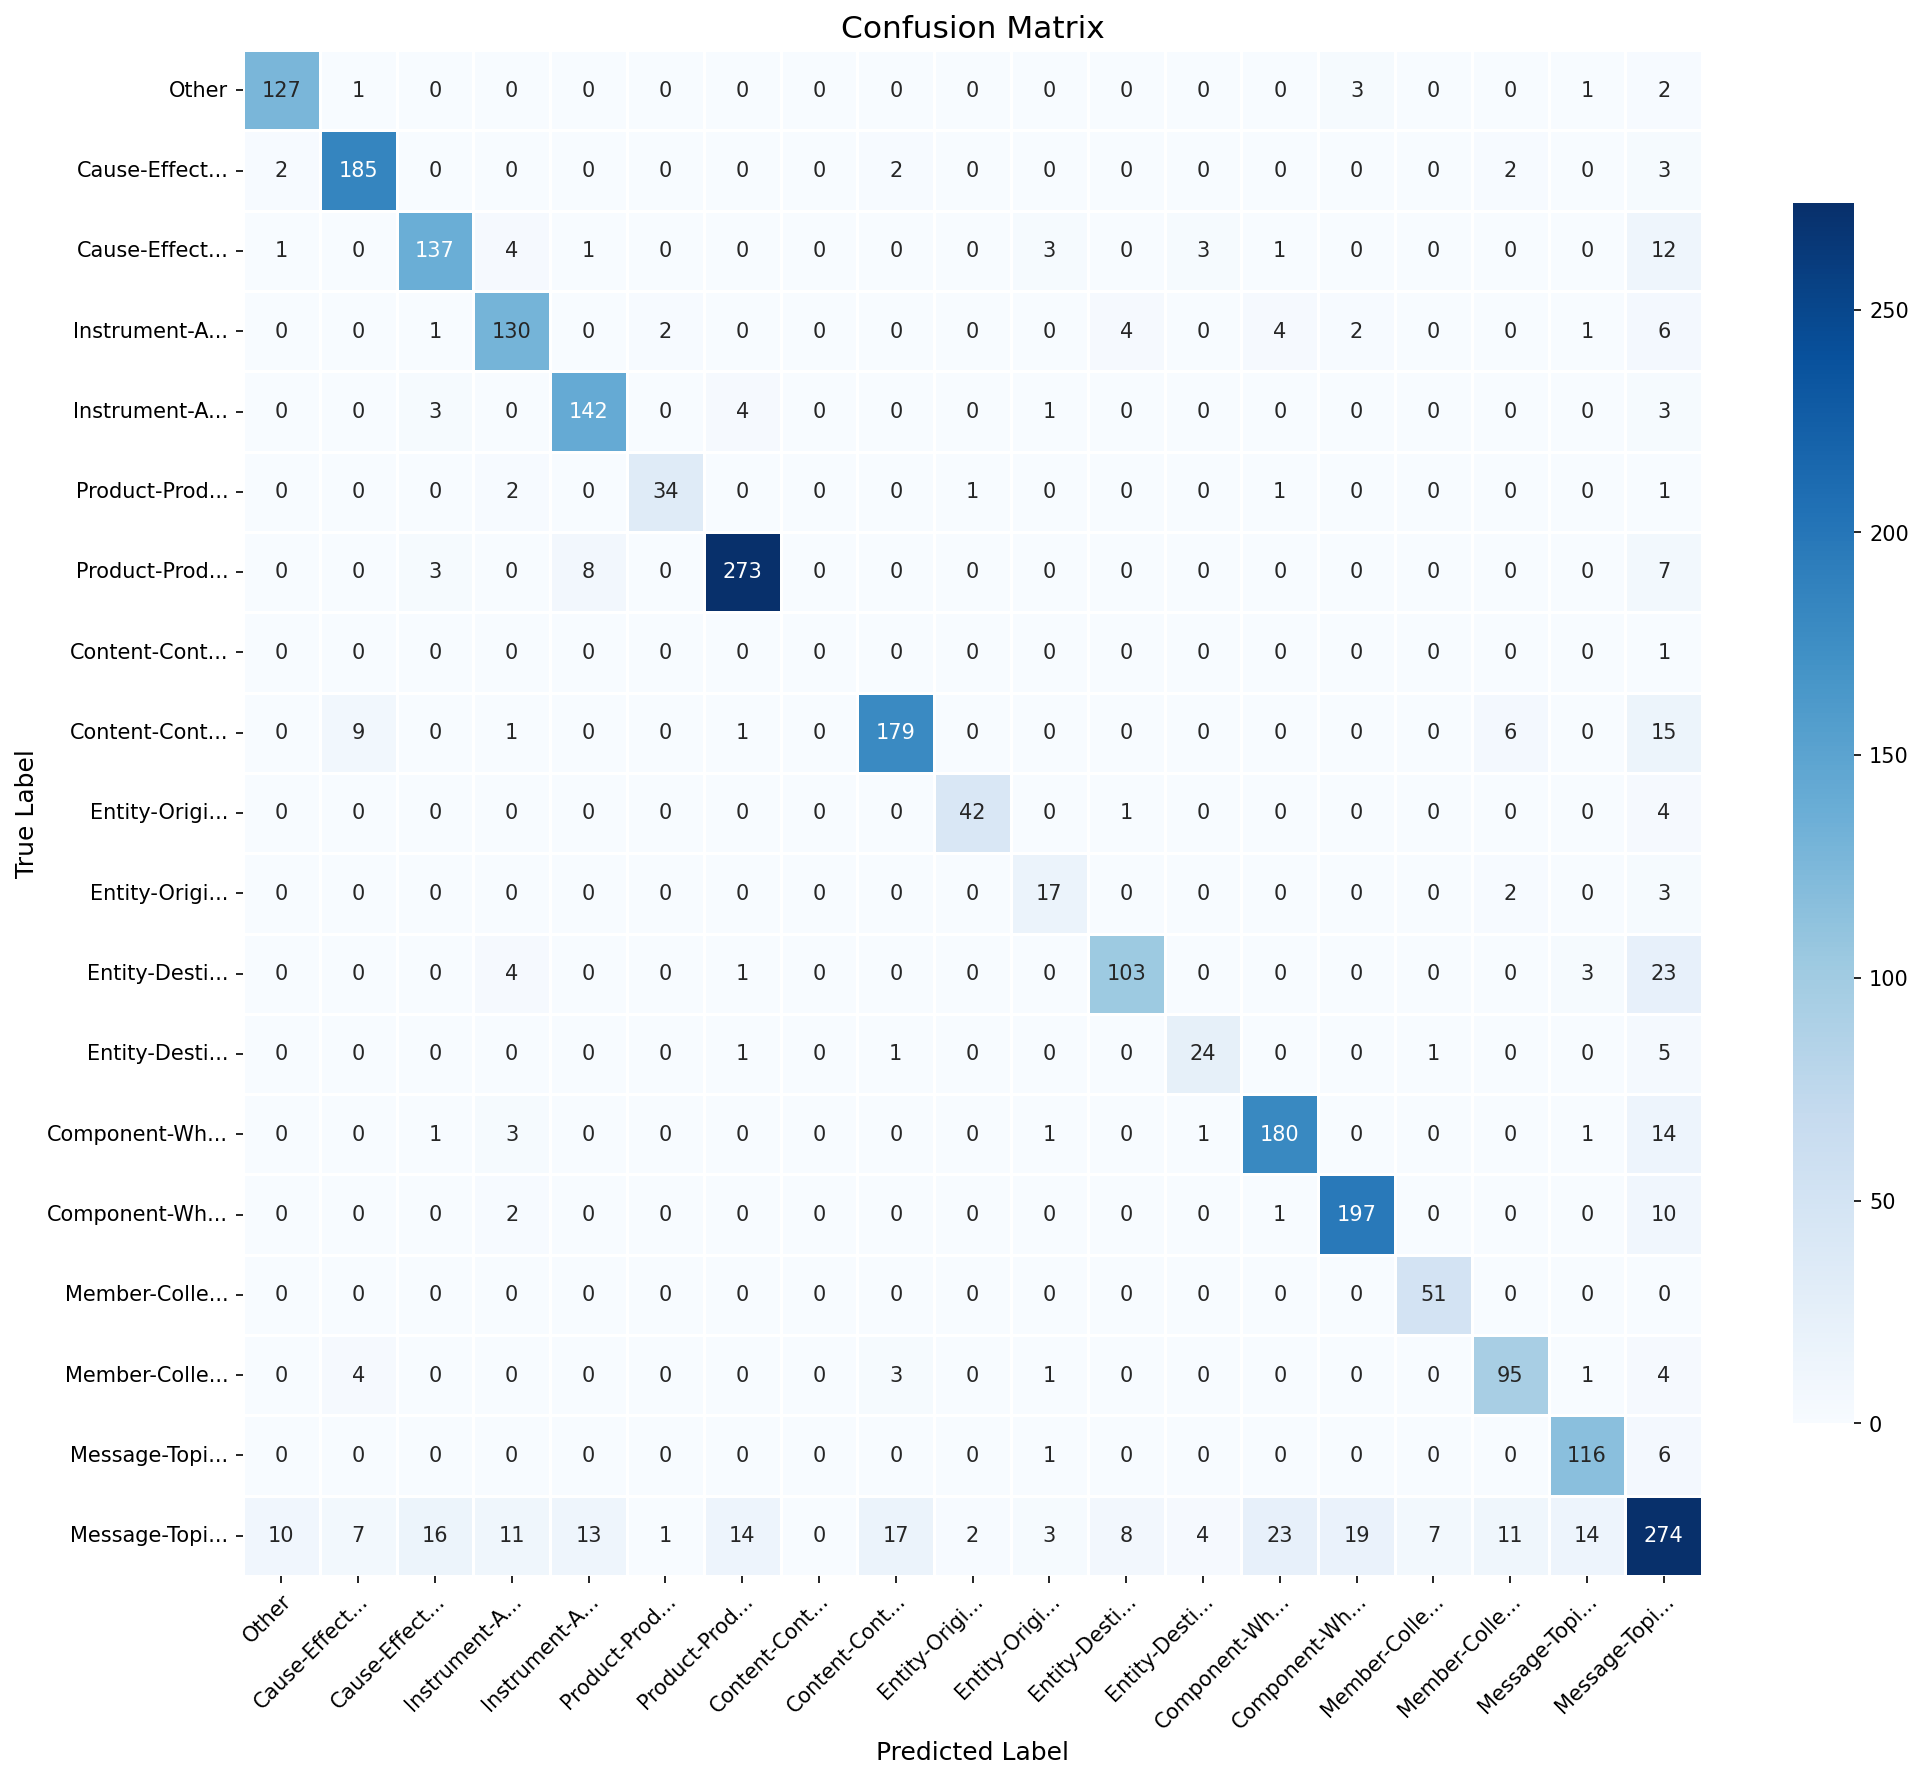 Confusion Matrix
True Label
Other 127 1 0 0 0 0 0 0 0 0 0 0 0 0 3 0 0 1 2
Cause-Effect... 2 185 0 0 0 0 0 0 2 0 0 0 0 0 0 0 2 0 3
Cause-Effect... 1 0 137 4 1 0 0 0 0 0 3 0 3 1 0 0 0 0 12
Instrument-A... 0 0 1 130 0 2 0 0 0 0 0 4 0 4 2 0 0 1 6
Instrument-A... 0 0 3 0 142 0 4 0 0 0 1 0 0 0 0 0 0 0 3
Product-Prod... 0 0 0 2 0 34 0 0 0 1 0 0 0 1 0 0 0 0 1
Product-Prod... 0 0 3 0 8 0 273 0 0 0 0 0 0 0 0 0 0 0 7
Content-Cont... 0 0 0 0 0 0 0 0 0 0 0 0 0 0 0 0 0 0 1
Content-Cont... 0 9 0 1 0 0 1 0 179 0 0 0 0 0 0 0 6 0 15
Entity-Origi... 0 0 0 0 0 0 0 0 0 42 0 1 0 0 0 0 0 0 4
Entity-Origi... 0 0 0 0 0 0 0 0 0 0 17 0 0 0 0 0 2 0 3
Entity-Desti... 0 0 0 4 0 0 1 0 0 0 0 103 0 0 0 0 0 3 23
Entity-Desti... 0 0 0 0 0 0 1 0 1 0 0 0 24 0 0 1 0 0 5
Component-Wh... 0 0 1 3 0 0 0 0 0 0 1 0 1 180 0 0 0 1 14
Component-Wh... 0 0 0 2 0 0 0 0 0 0 0 0 0 1 197 0 0 0 10
Member-Colle... 0 0 0 0 0 0 0 0 0 0 0 0 0 0 0 51 0 0 0
Member-Colle... 0 4 0 0 0 0 0 0 3 0 1 0 0 0 0 0 95 1 4
Message-Topi... 0 0 0 0 0 0 0 0 0 0 1 0 0 0 0 0 0 116 6
Message-Topi... 10 7 16 11 13 1 14 0 17 2 3 8 4 23 19 7 11 14 274
Other
Cause-Effect...
Cause-Effect...
Instrument-A...
Instrument-A...
Product-Prod...
Product-Prod...
Content-Cont...
Content-Cont...
Entity-Origi...
Entity-Origi...
Entity-Desti...
Entity-Desti...
Component-Wh...
Component-Wh...
Member-Colle...
Member-Colle...
Message-Topi...
Message-Topi...
Predicted Label
250
200
150
100
50
0